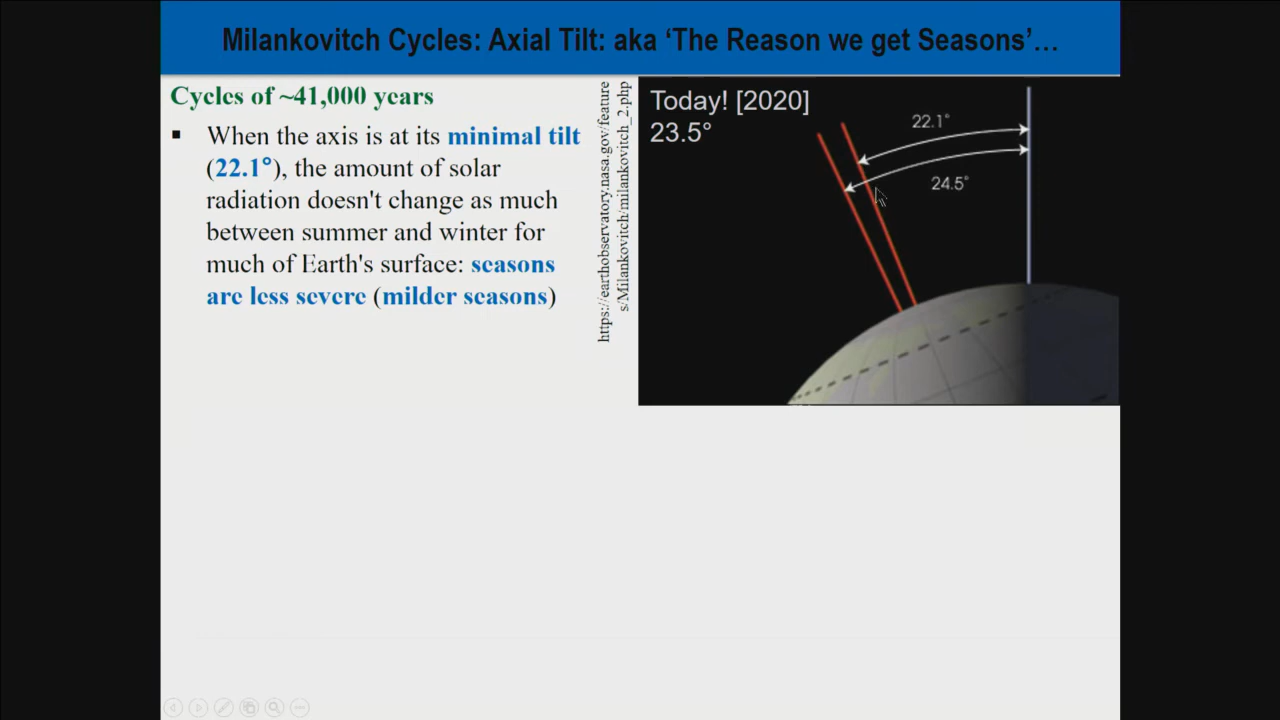 Milankovitch Cycles: Axial Tilt: aka ‘The Reason we get Seasons’…
Cycles of ~41,000 years
▪ When the axis is at its minimal tilt
(22.1°), the amount of solar
radiation doesn't change as much
between summer and winter for
much of Earth's surface: seasons
are less severe (milder seasons)
https://earthobservatory.nasa.gov/feature
s/Milankovitch/milankovitch_2.php
Today! [2020]
23.5°
22.1°
24.5°